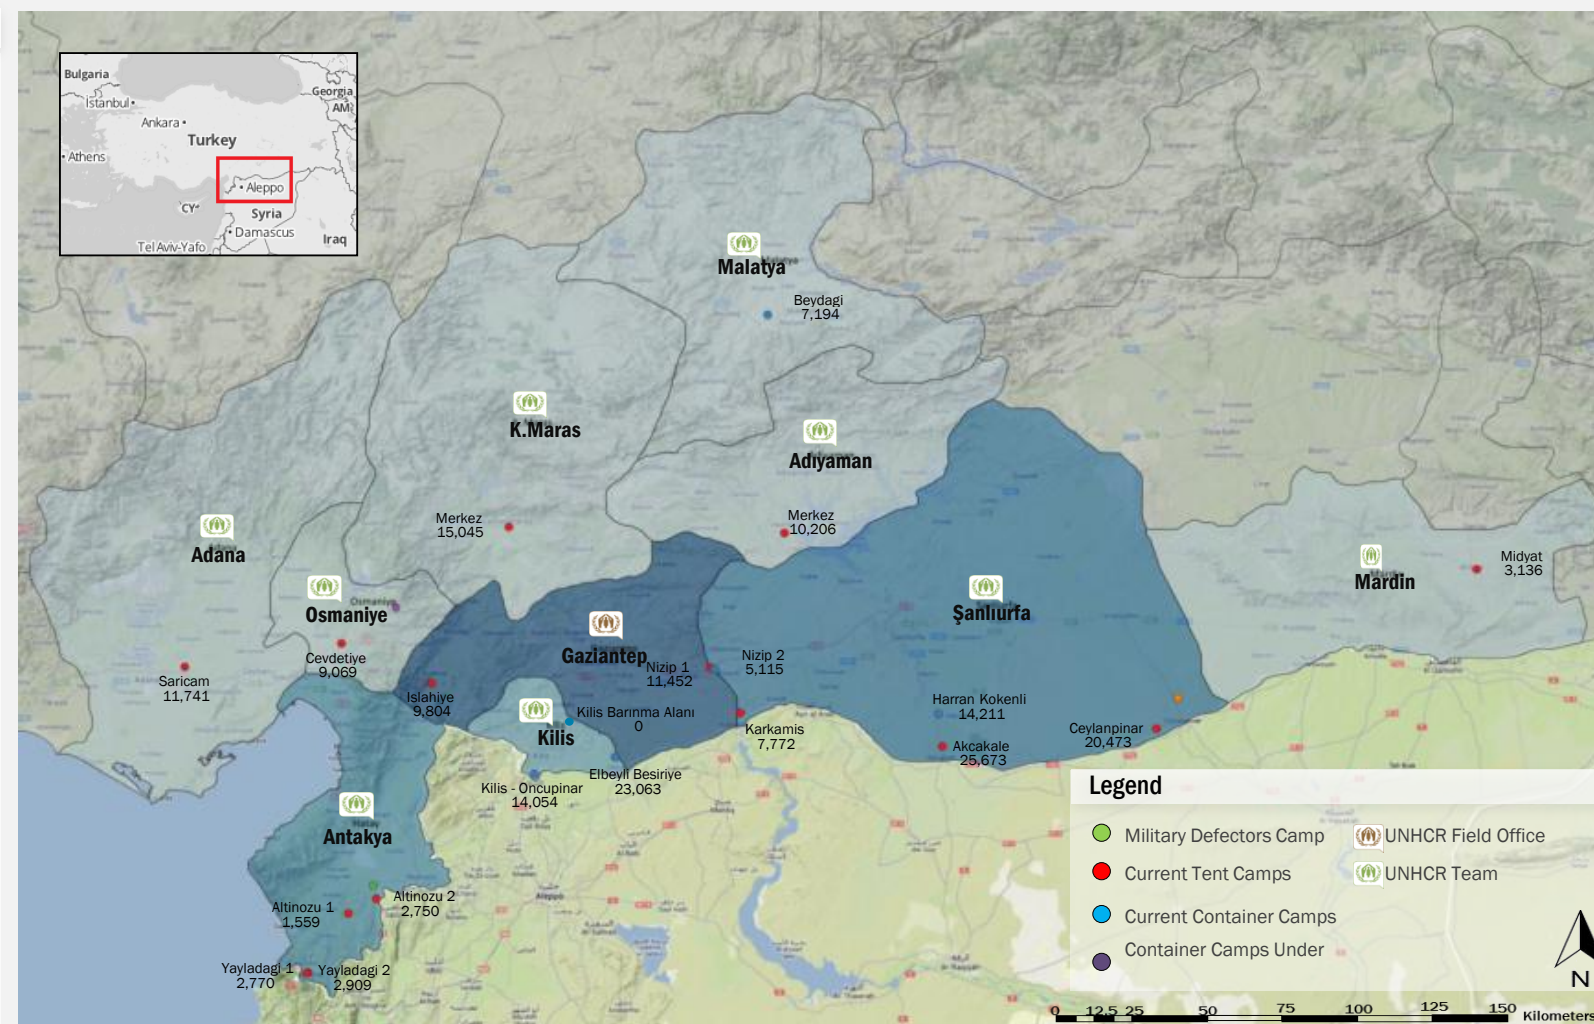 Bulgaria
Georgia
İstanbul
AM
Ankara
Turkey
Athens
Aleppo
CY
Syria
Damascus
Tel Aviv-Yafo
Iraq
Malatya
Beydagi
7,194
K.Maras
Adıyaman
Merkez
15,045
Merkez
10,206
Adana
Osmaniye
Osmaniye
Cevdetiye
9,069
Saricam
11,741
Islahiye
9,804
Gaziantep
Nizip 1
11,452
Nizip 2
5,115
Şanlıurfa
Mardin
Midyat
3,136
Kilis
Kilis Barınma Alanı
0
Karkamis
7,772
Harran Kokenli
14,211
Akcakale
25,673
Ceylanpinar
20,473
Kilis - Oncupinar
14,054
Elbeyli Besiriye
23,063
Antakya
Hatay
Altinozu 1
1,559
Altinozu 2
2,750
Yayladagi 1
2,770
Yayladagi 2
2,909
Aleppo
Legend
Military Defectors Camp
UNHCR Field Office
Current Tent Camps
UNHCR Team
Current Container Camps
Container Camps Under
N
0 12,5 25 50 75 100 125 150
Kilometers